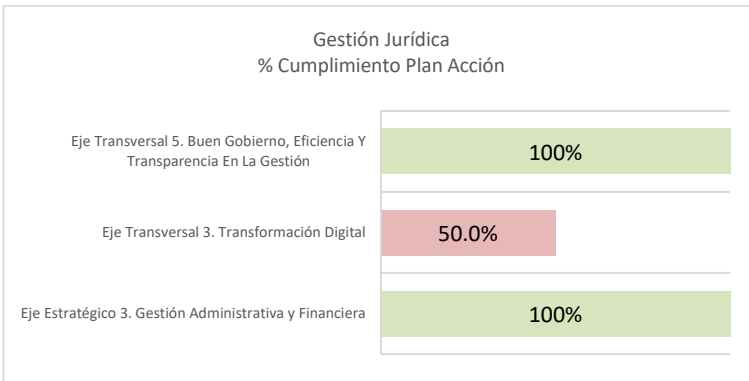 Gestión Jurídica
% Cumplimiento Plan Acción
Eje Transversal 5. Buen Gobierno, Eficiencia Y
Transparencia En La Gestión
100%
Eje Transversal 3. Transformación Digital
50.0%
Eje Estratégico 3. Gestión Administrativa y Financiera
100%